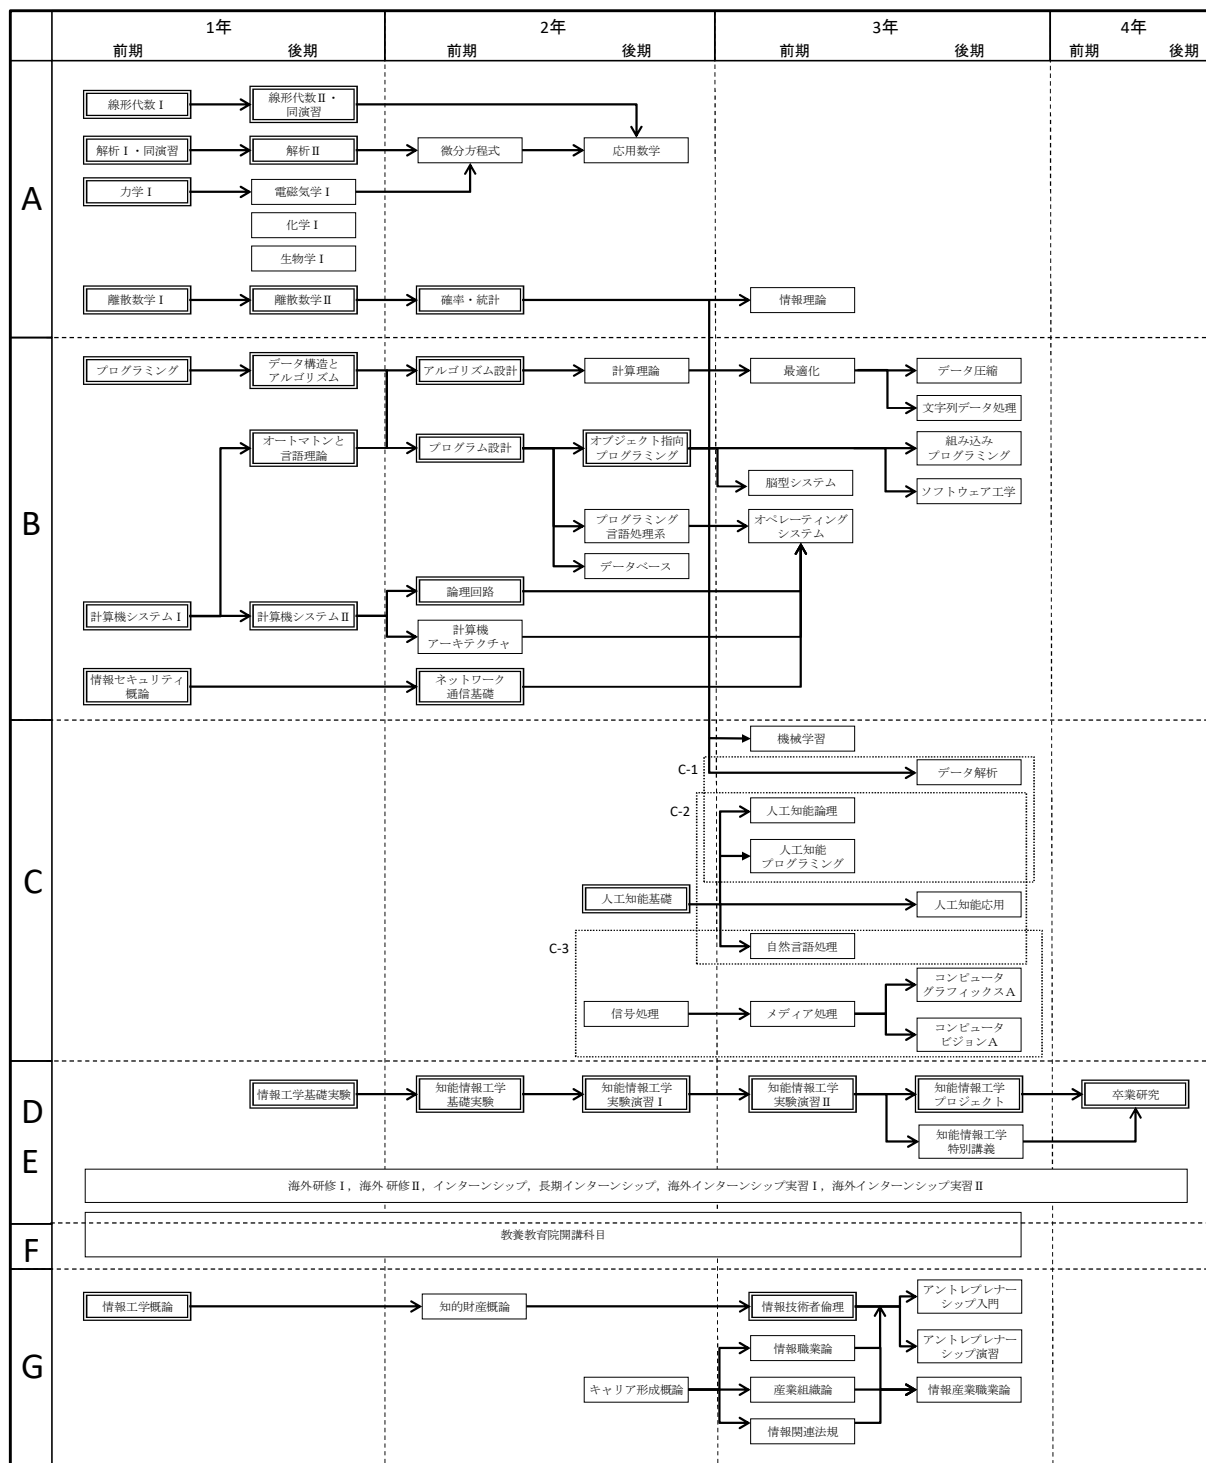 1年
2年
3年
4年
前期
後期
前期
後期
前期
後期
前期
後期
A
線形代数Ⅰ
線形代数Ⅱ・
同演習
解析Ⅰ・同演習
解析Ⅱ
微分方程式
応用数学
力学Ⅰ
電磁気学Ⅰ
化学Ⅰ
生物学Ⅰ
離散数学Ⅰ
離散数学Ⅱ
確率・統計
情報理論
B
プログラミング
データ構造と
アルゴリズム
アルゴリズム設計
計算理論
最適化
データ圧縮
文字列データ処理
オートマトンと
言語理論
プログラム設計
オブジェクト指向
プログラミング
組み込み
プログラミング
脳型システム
ソフトウェア工学
プログラミング
言語処理系
オペレーティング
システム
データベース
計算機システムⅠ
計算機システムⅡ
論理回路
計算機
アーキテクチャ
情報セキュリティ
概論
ネットワーク
通信基礎
C
機械学習
C-1
データ解析
C-2
人工知能論理
人工知能
プログラミング
人工知能基礎
人工知能応用
C-3
自然言語処理
信号処理
メディア処理
コンピュータ
グラフィックスA
コンピュータ
ビジョンA
D
情報工学基礎実験
知能情報工学
基礎実験
知能情報工学
実験演習Ⅰ
知能情報工学
実験演習Ⅱ
知能情報工学
プロジェクト
卒業研究
知能情報工学
特別講義
E
海外研修Ⅰ，海外研修Ⅱ，インターンシップ，長期インターンシップ，海外インターンシップ実習Ⅰ，海外インターンシップ実習Ⅱ
F
教養教育院開講科目
G
情報工学概論
知的財産概論
情報技術者倫理
アントレプレナー
シップ入門
アントレプレナー
シップ演習
情報職業論
キャリア形成概論
産業組織論
情報産業職業論
情報関連法規